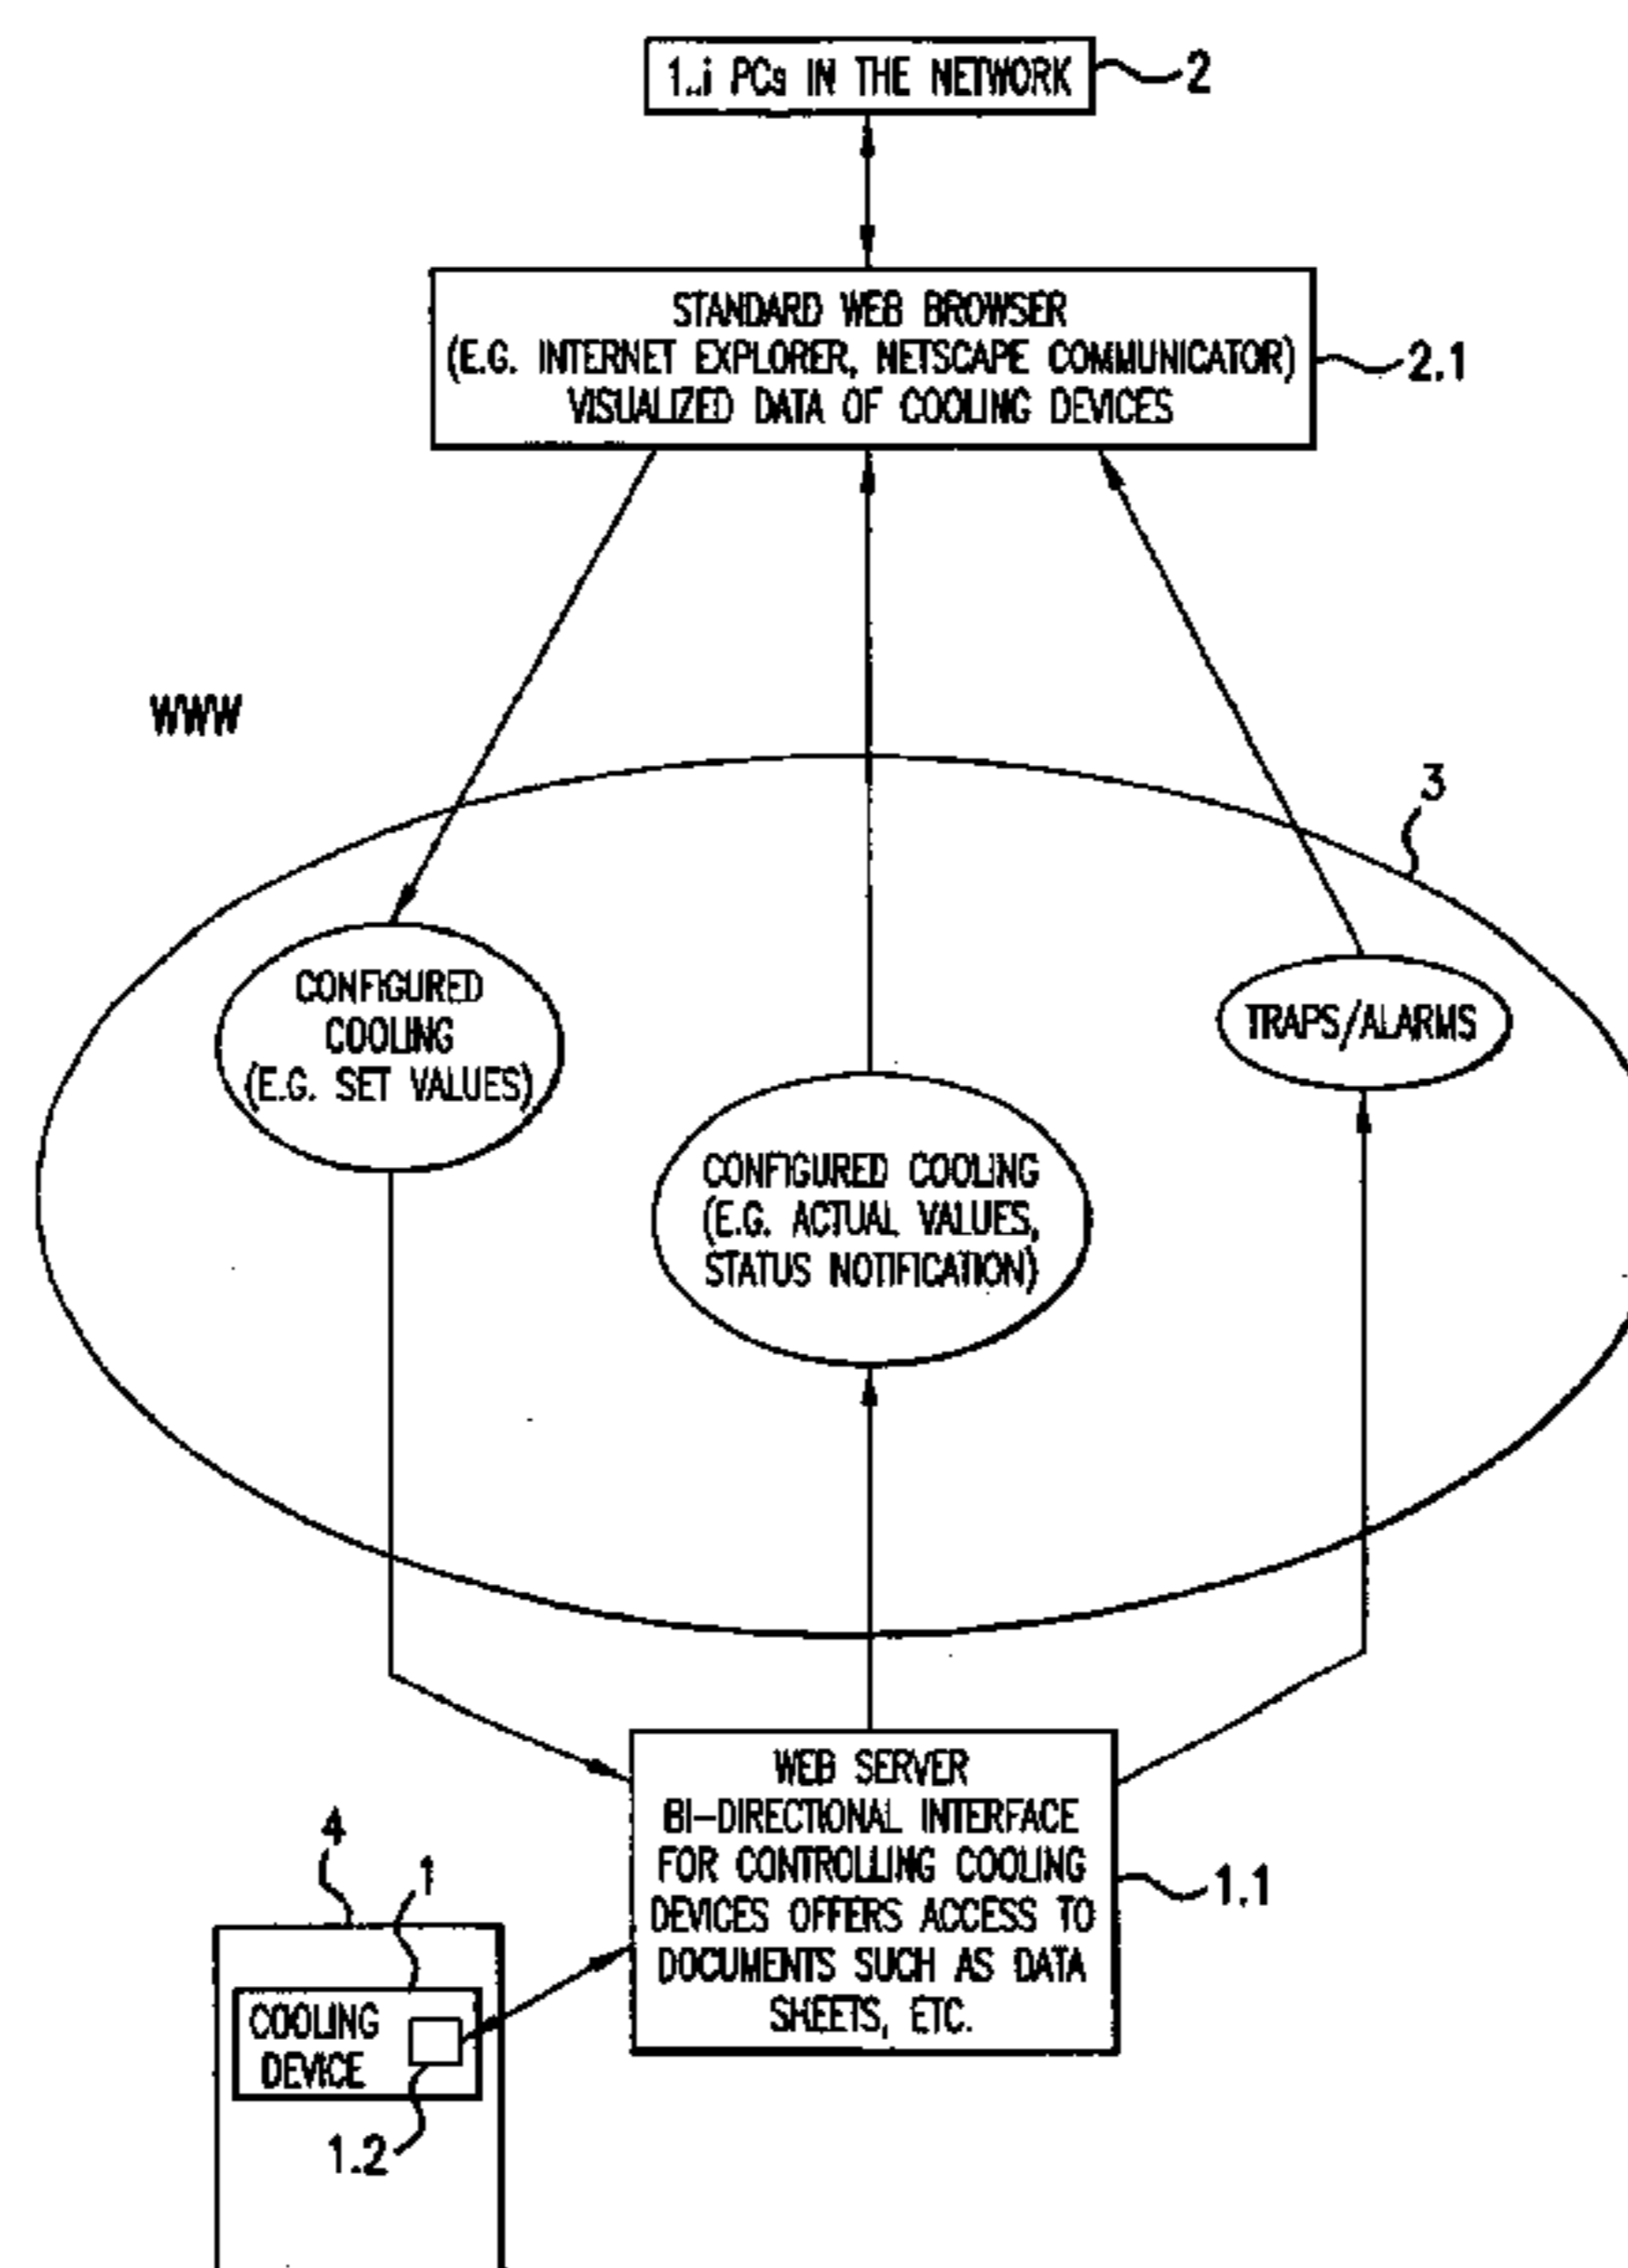 1..i PCs IN THE NETWORK
2
STANDARD WEB BROWSER
(E.G. INTERNET EXPLORER, NETSCAPE COMMUNICATOR)
VISUALIZED DATA OF COOLING DEVICES
2.1
WWW
3
CONFIGURED
COOLING
(E.G. SET VALUES)
TRAPS/ALARMS
CONFIGURED COOLING
(E.G. ACTUAL VALUES,
STATUS NOTIFICATION)
WEB SERVER
BI-DIRECTIONAL INTERFACE
FOR CONTROLLING COOLING
DEVICES OFFERS ACCESS TO
DOCUMENTS SUCH AS DATA
SHEETS, ETC.
1.1
4
1
COOLING
DEVICE
1.2